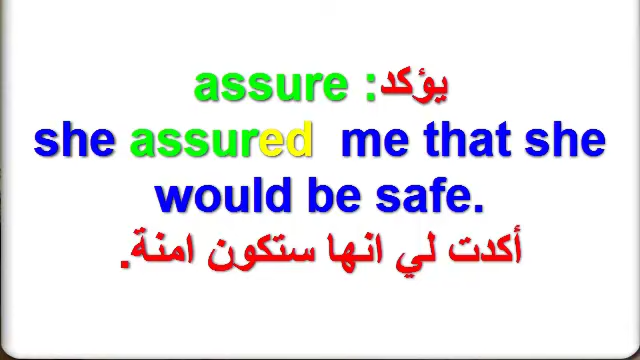 assure :يؤكد
she assured me that she
would be safe.
أكدت لي انها ستكون امنة.